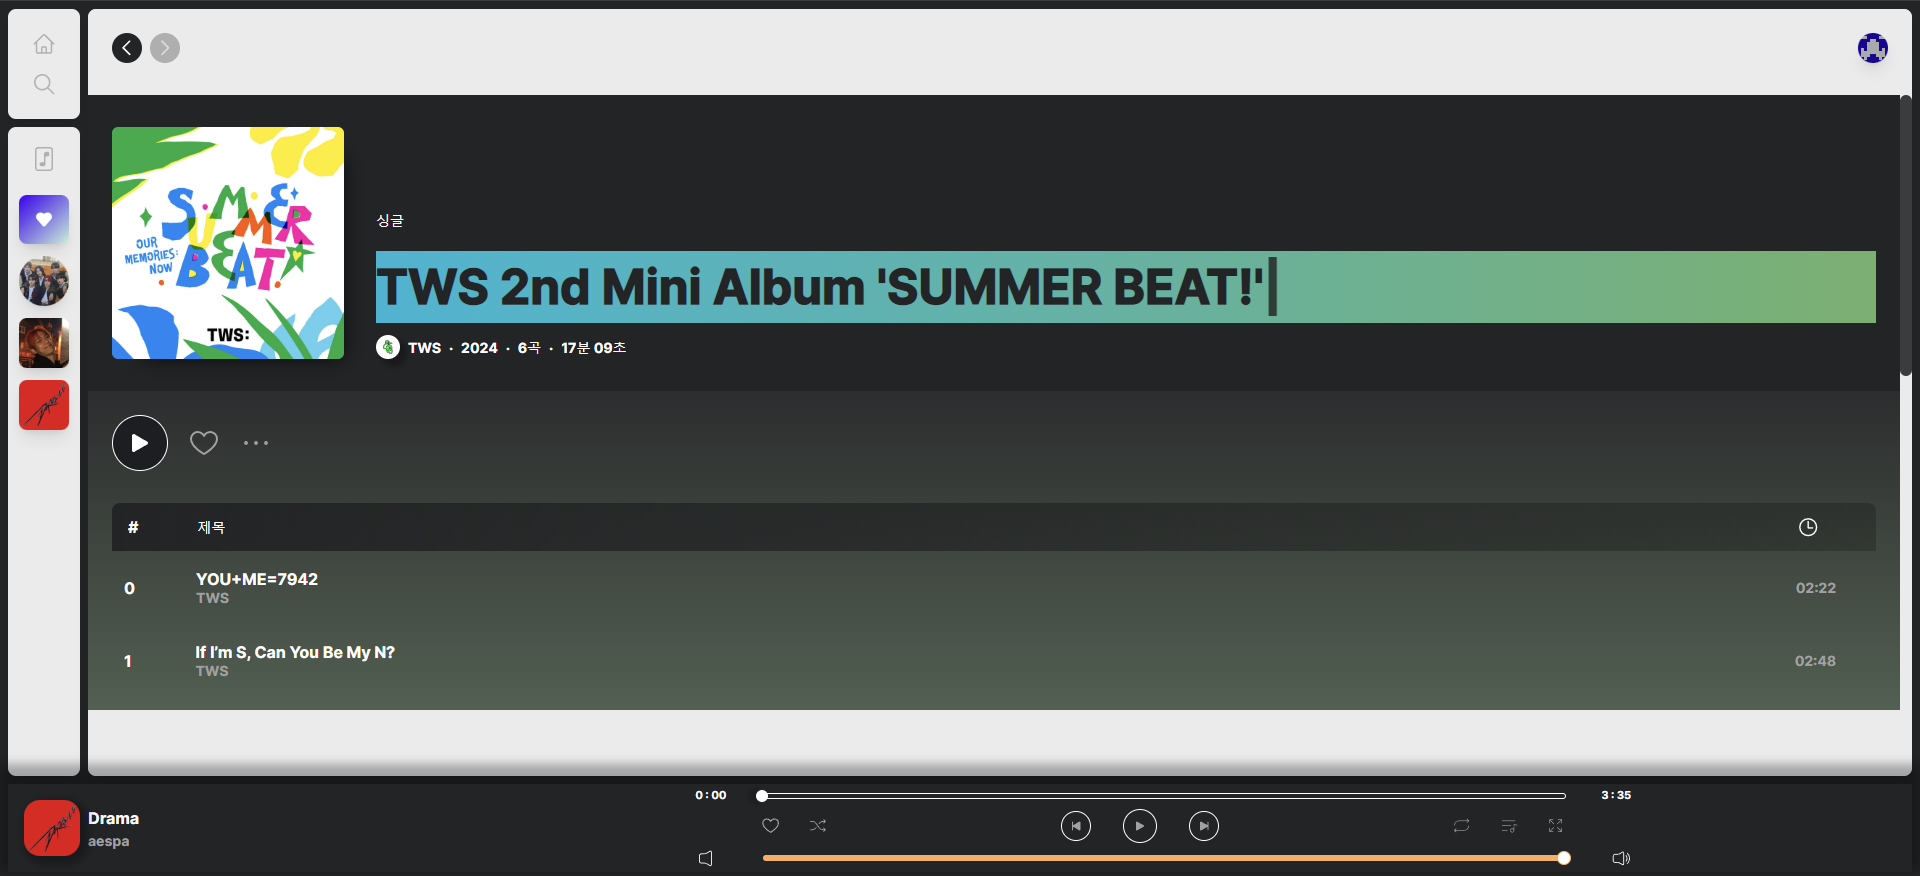 SUMMER
BEAT!
OUR
MEMORIES:
NOW
TWS:
싱글
TWS 2nd Mini Album 'SUMMER BEAT!'
TWS · 2024 · 6곡 · 17분 09초
# 제목
0 YOU+ME=7942 02:22
TWS
1 If I'm S, Can You Be My N? 02:48
TWS
0:00 3:35
Drama
aespa